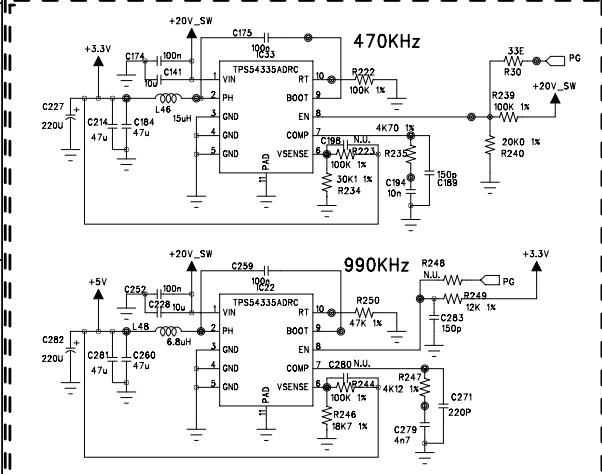 +20V_SW
C175
100n
470KHz
+3.3V
C174
100n
10u
C141
IC33
TPS54335ADRC
1 VIN
2 PH
3 GND
4 GND
5 GND
PAD
11
RT 10
BOOT 9
EN 8
COMP 7
VSENSE 6
R222
100K 1%
33E
R30
PG
+20V_SW
R239
100K 1%
20K0 1%
R240
C227
220U
L46
15uH
C214
47u
C184
47u
C198 N.U.
R223
100K 1%
30K1 1%
R234
4K70 1%
R235
C194
10n
150p
C189
+20V_SW
C259
100n
990KHz
+5V
C252
100n
C228
10u
IC22
TPS54335ADRC
1 VIN
2 PH
3 GND
4 GND
5 GND
PAD
11
RT 10
BOOT 9
EN 8
COMP 7
VSENSE 6
R250
47K 1%
R248
N.U.
PG
+3.3V
R249
12K 1%
C283
150p
C282
220U
L48
6.8uH
C281
47u
C260
47u
C280 N.U.
R244
100K 1%
R246
18K7 1%
R247
4K12 1%
C279
4n7
C271
220P